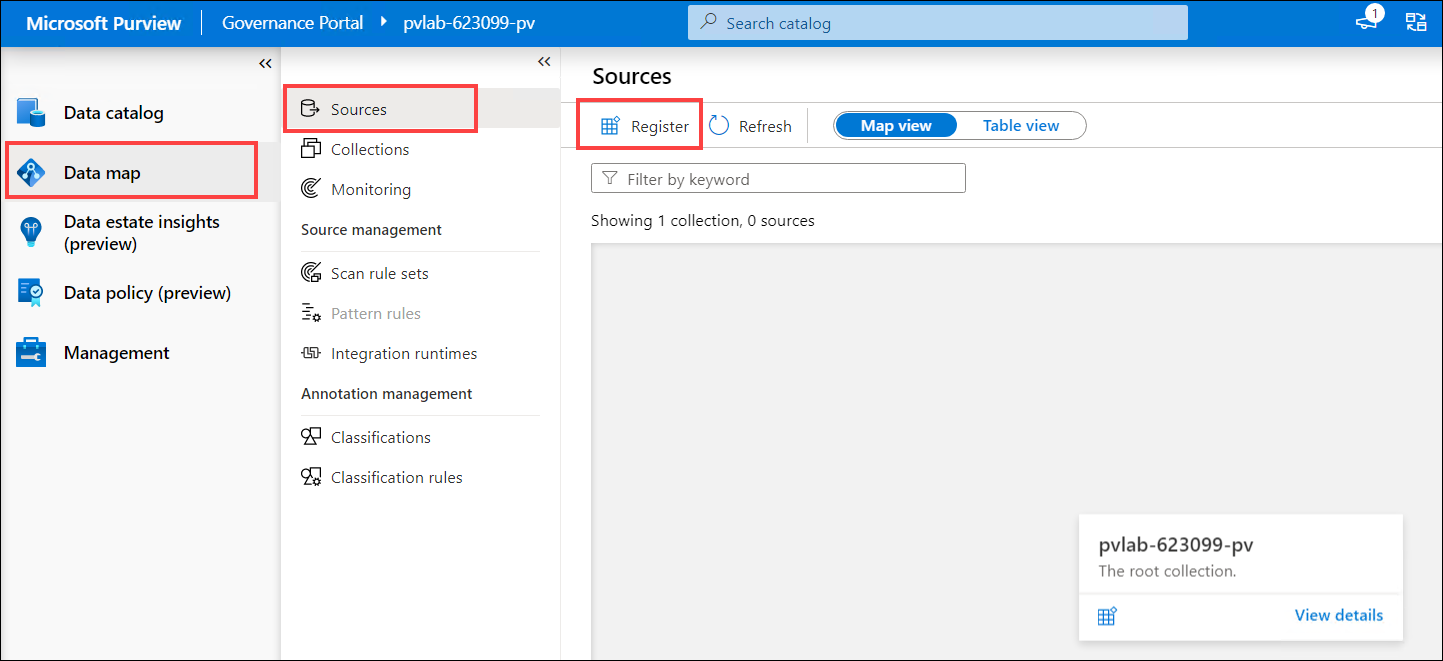 Microsoft Purview
Governance Portal
pvlab-623099-pv
Search catalog
1
Data catalog
Data map
Data estate insights
(preview)
Data policy (preview)
Management
Sources
Collections
Monitoring
Source management
Scan rule sets
Pattern rules
Integration runtimes
Annotation management
Classifications
Classification rules
Sources
Register
Refresh
Map view
Table view
Filter by keyword
Showing 1 collection, 0 sources
pvlab-623099-pv
The root collection.
View details